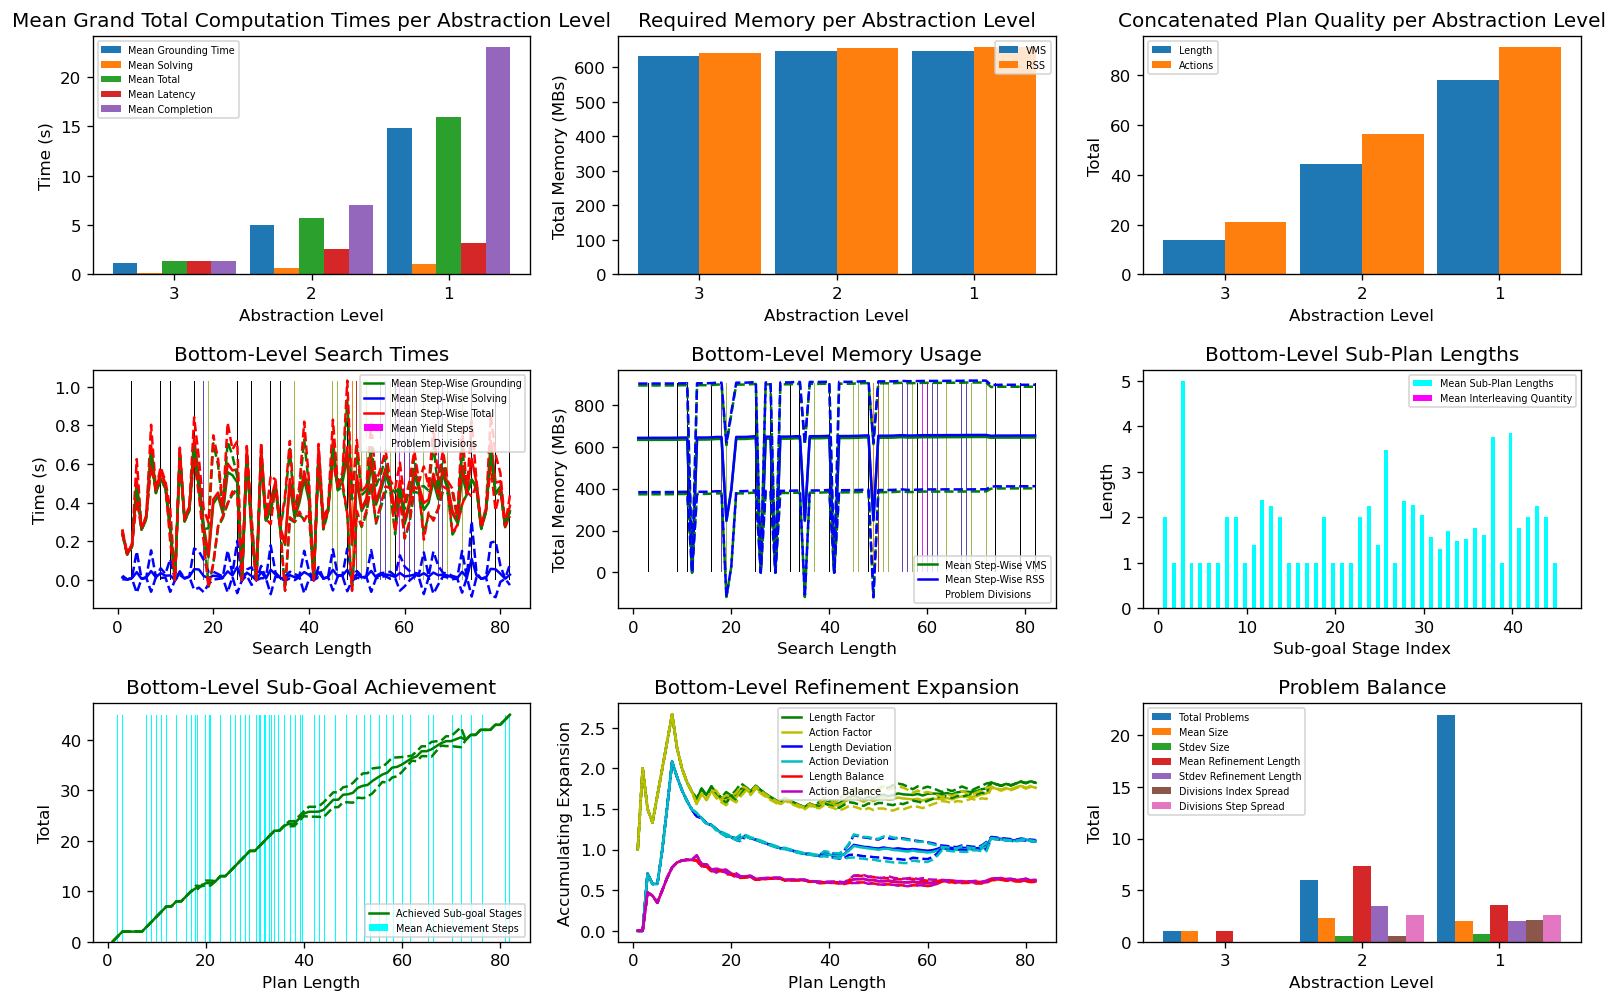 Mean Grand Total Computation Times per Abstraction Level
Mean Grounding Time
Mean Solving
Mean Total
Mean Latency
Mean Completion
Time (s)
20
15
10
5
0
3 2 1
Abstraction Level
Required Memory per Abstraction Level
VMS
RSS
Total Memory (MBs)
600
500
400
300
200
100
0
3 2 1
Abstraction Level
Concatenated Plan Quality per Abstraction Level
Length
Actions
Total
80
60
40
20
0
3 2 1
Abstraction Level
Bottom-Level Search Times
Mean Step-Wise Grounding
Mean Step-Wise Solving
Mean Step-Wise Total
Mean Yield Steps
Problem Divisions
Time (s)
1.0
0.8
0.6
0.4
0.2
0.0
0 20 40 60 80
Search Length
Bottom-Level Memory Usage
Mean Step-Wise VMS
Mean Step-Wise RSS
Problem Divisions
Total Memory (MBs)
800
600
400
200
0
0 20 40 60 80
Search Length
Bottom-Level Sub-Plan Lengths
Mean Sub-Plan Lengths
Mean Interleaving Quantity
Length
5
4
3
2
1
0
0 10 20 30 40
Sub-goal Stage Index
Bottom-Level Sub-Goal Achievement
Achieved Sub-goal Stages
Mean Achievement Steps
Total
40
30
20
10
0
0 20 40 60 80
Plan Length
Bottom-Level Refinement Expansion
Length Factor
Action Factor
Length Deviation
Action Deviation
Length Balance
Action Balance
Accumulating Expansion
2.5
2.0
1.5
1.0
0.5
0.0
0 20 40 60 80
Plan Length
Problem Balance
Total Problems
Mean Size
Stdev Size
Mean Refinement Length
Stdev Refinement Length
Divisions Index Spread
Divisions Step Spread
Total
20
15
10
5
0
3 2 1
Abstraction Level